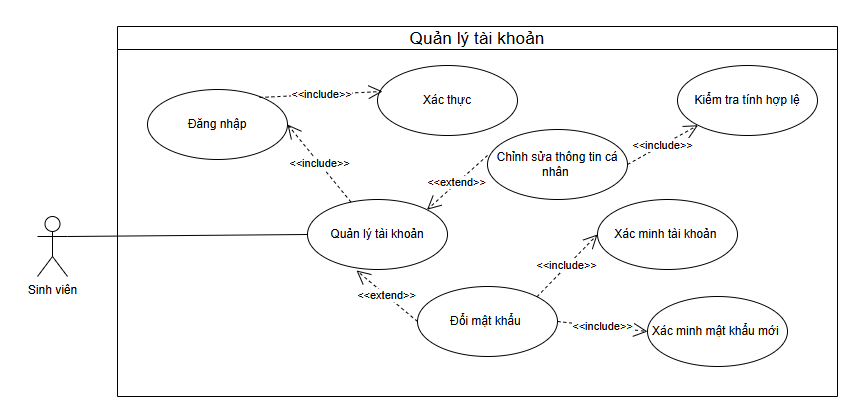 Quản lý tài khoản
<<include>>
Xác thực
Kiểm tra tính hợp lệ
Đăng nhập
<<include>>
Chỉnh sửa thông tin cá
nhân
<<include>>
<<extend>>
Quản lý tài khoản
Xác minh tài khoản
<<include>>
Sinh viên
<<extend>>
Đổi mật khẩu
<<include>>
Xác minh mật khẩu mới